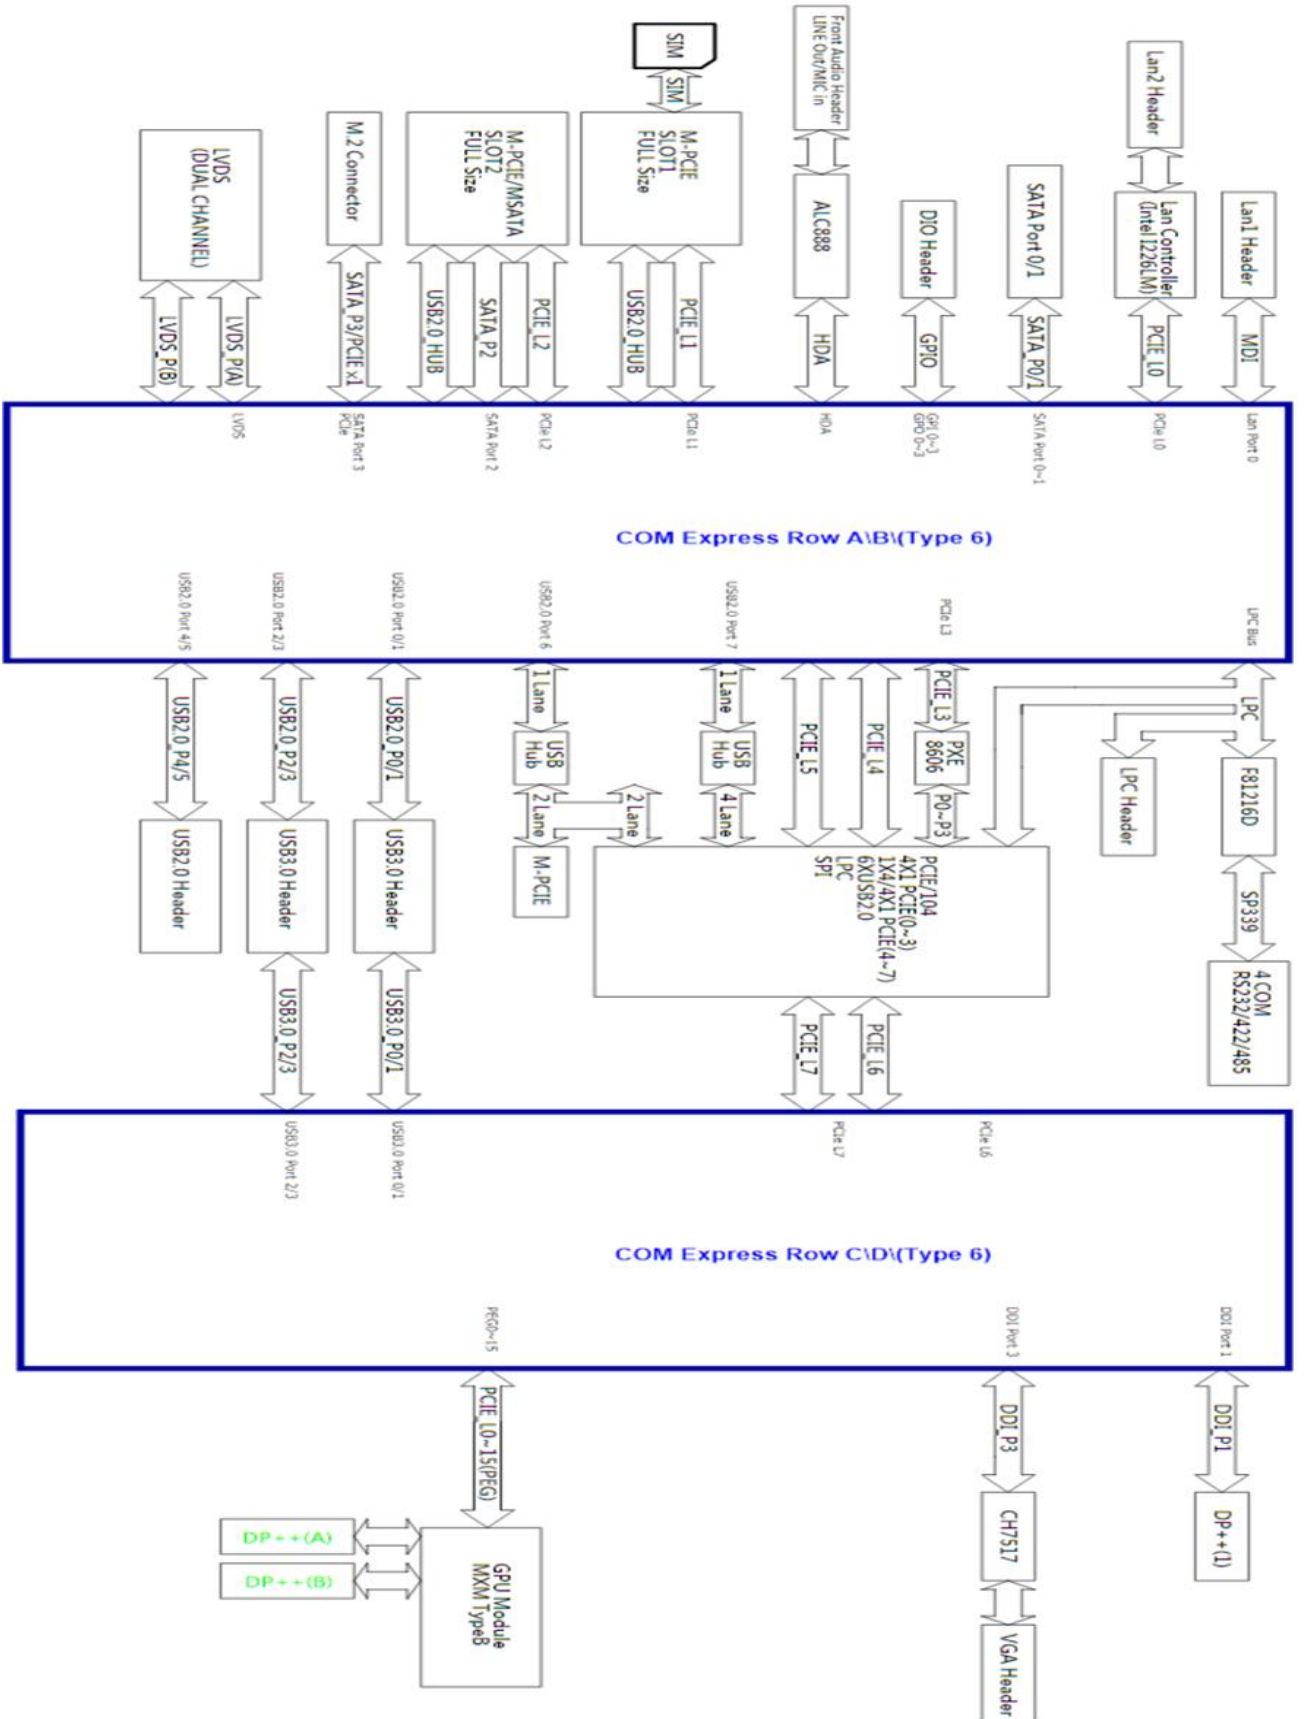 Front Audio Header
LINE Out/MIC in
SIM
SIM
Lan2 Header
M.2 Connector
M-PCIE/MSATA
SLOT2
FULL Size
M-PCIE
SLOT1
FULL Size
LVDS
(DUAL CHANNEL)
ALC888
DIO Header
SATA Port 0/1
Lan Controller
(Intel I226LM)
Lan1 Header
LVDS_P(B)
LVDS_P(A)
SATA_P3/PCIE x1
USB2.0_HUB
SATA_P2
PCIE_L2
USB2.0_HUB
PCIE_L1
HDA
GPIO
SATA_P0/1
PCIE_L0
MDI
LVDS
SATA Port 3
PCIe
SATA Port 2
PCIe L2
PCIe L1
HDA
GPI 0~3
GPO 0~3
SATA Port 0~1
PCIe L0
Lan Port 0
COM Express Row A\B\(Type 6)
USB2.0 Port 4/5
USB2.0 Port 2/3
USB2.0 Port 0/1
USB2.0 Port 6
USB2.0 Port 7
PCIe L3
LPC Bus
USB2.0_P4/5
USB2.0_P2/3
USB2.0_P0/1
1 Lane
1 Lane
PCIE_L5
PCIE_L4
PCIE_L3
LPC
USB
Hub
USB
Hub
PXE
8606
F81216D
LPC Header
2 Lane
2 Lane
4 Lane
P0~P3
USB2.0 Header
USB3.0 Header
USB3.0 Header
M-PCIE
PCIE/104
4X1 PCIE(0~3)
1X4/4X1 PCIE(4~7)
6XUSB2.0
LPC
SPI
SP339
4 COM
RS232/422/485
USB3.0_P2/3
USB3.0_P0/1
PCIE_L7
PCIE_L6
USB3.0 Port 2/3
USB3.0 Port 0/1
PCIe L7
PCIe L6
COM Express Row C\D\(Type 6)
PEG0~15
DDI Port 3
DDI Port 1
PCIE_L0~15(PEG)
DDI_P3
DDI_P1
DP++(A)
DP++(B)
GPU Module
MXM TypeB
CH7517
DP++(1)
VGA Header